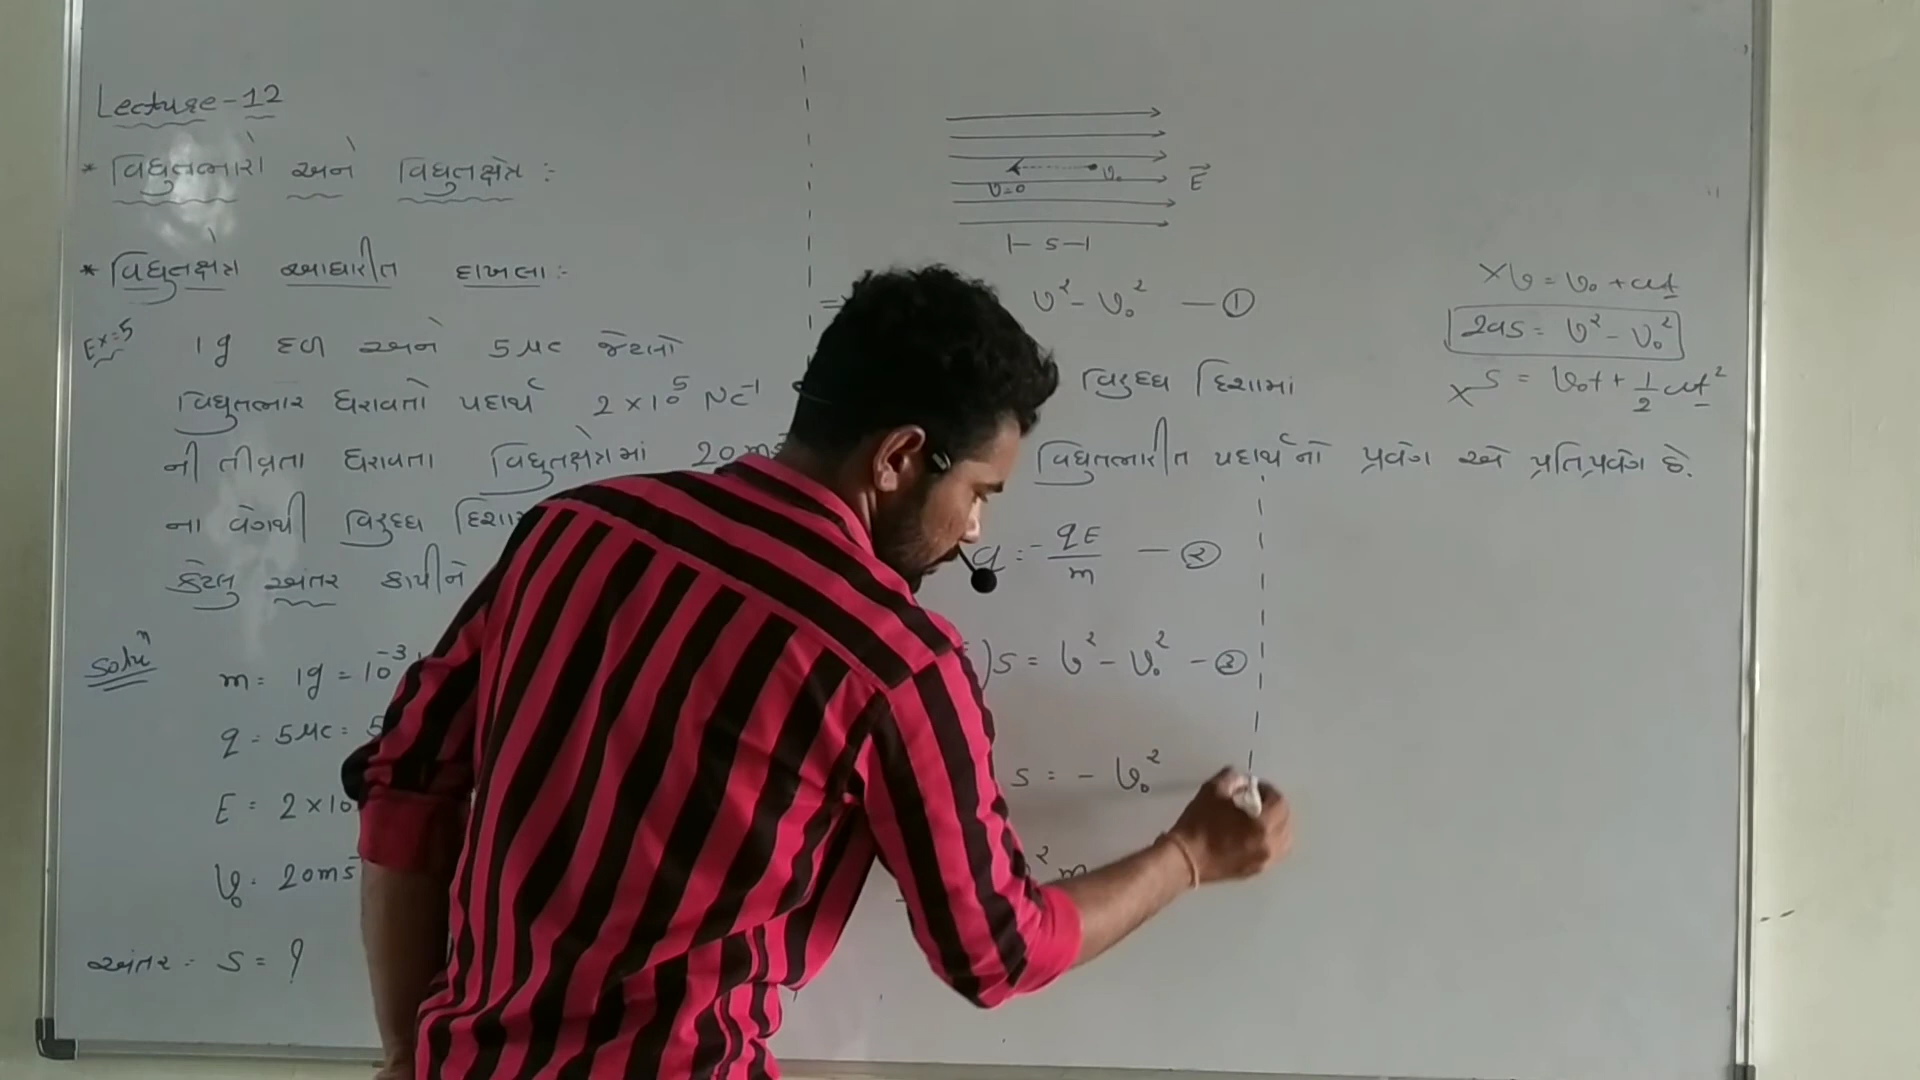 Lecture-12
* વિદ્યુતભારો અને વિદ્યુતક્ષેત્ર :
* વિદ્યુતક્ષેત્ર આધારીત દાખલા :-
Ex:5 1g દળ અને 5μc જેટલો
વિદ્યુતભાર ધરાવતો પદાર્થ 2×10⁵ NC⁻¹
ની તીવ્રતા ધરાવતા વિદ્યુતક્ષેત્રમાં 20
ના વેગથી વિરુદ્ધ
કેટલુ અંતર કાપીને
Soluⁿ
m = 1g = 10⁻³
q = 5μc = 5
E = 2×10
v₀ = 20ms
અંતર = s = ?
v₀
v=0
E⃗
|- s -|
v² - v₀² — ①
વિરુદ્ધ દિશામાં
વિદ્યુતભારીત પદાર્થનો પ્રવેગ એ પ્રતિપ્રવેગ છે.
a = - qE/m — ②
)s = v² - v₀² - ③
s = - v₀²
² m
× v = v₀ + at
2as = v² - v₀²
× s = v₀t + 1/2 at²